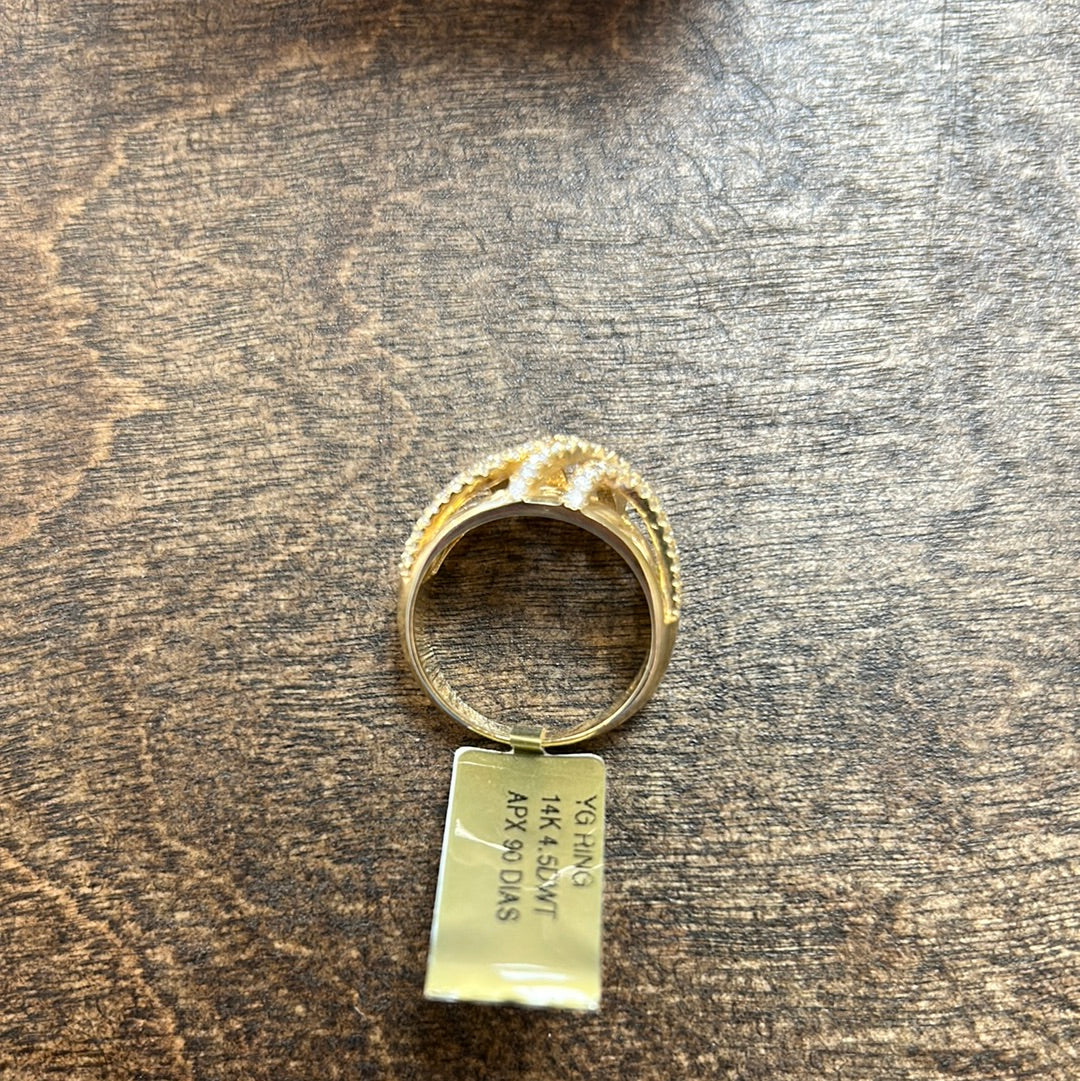 YG RING
14K 4.5DWT
APX 90 DIAS